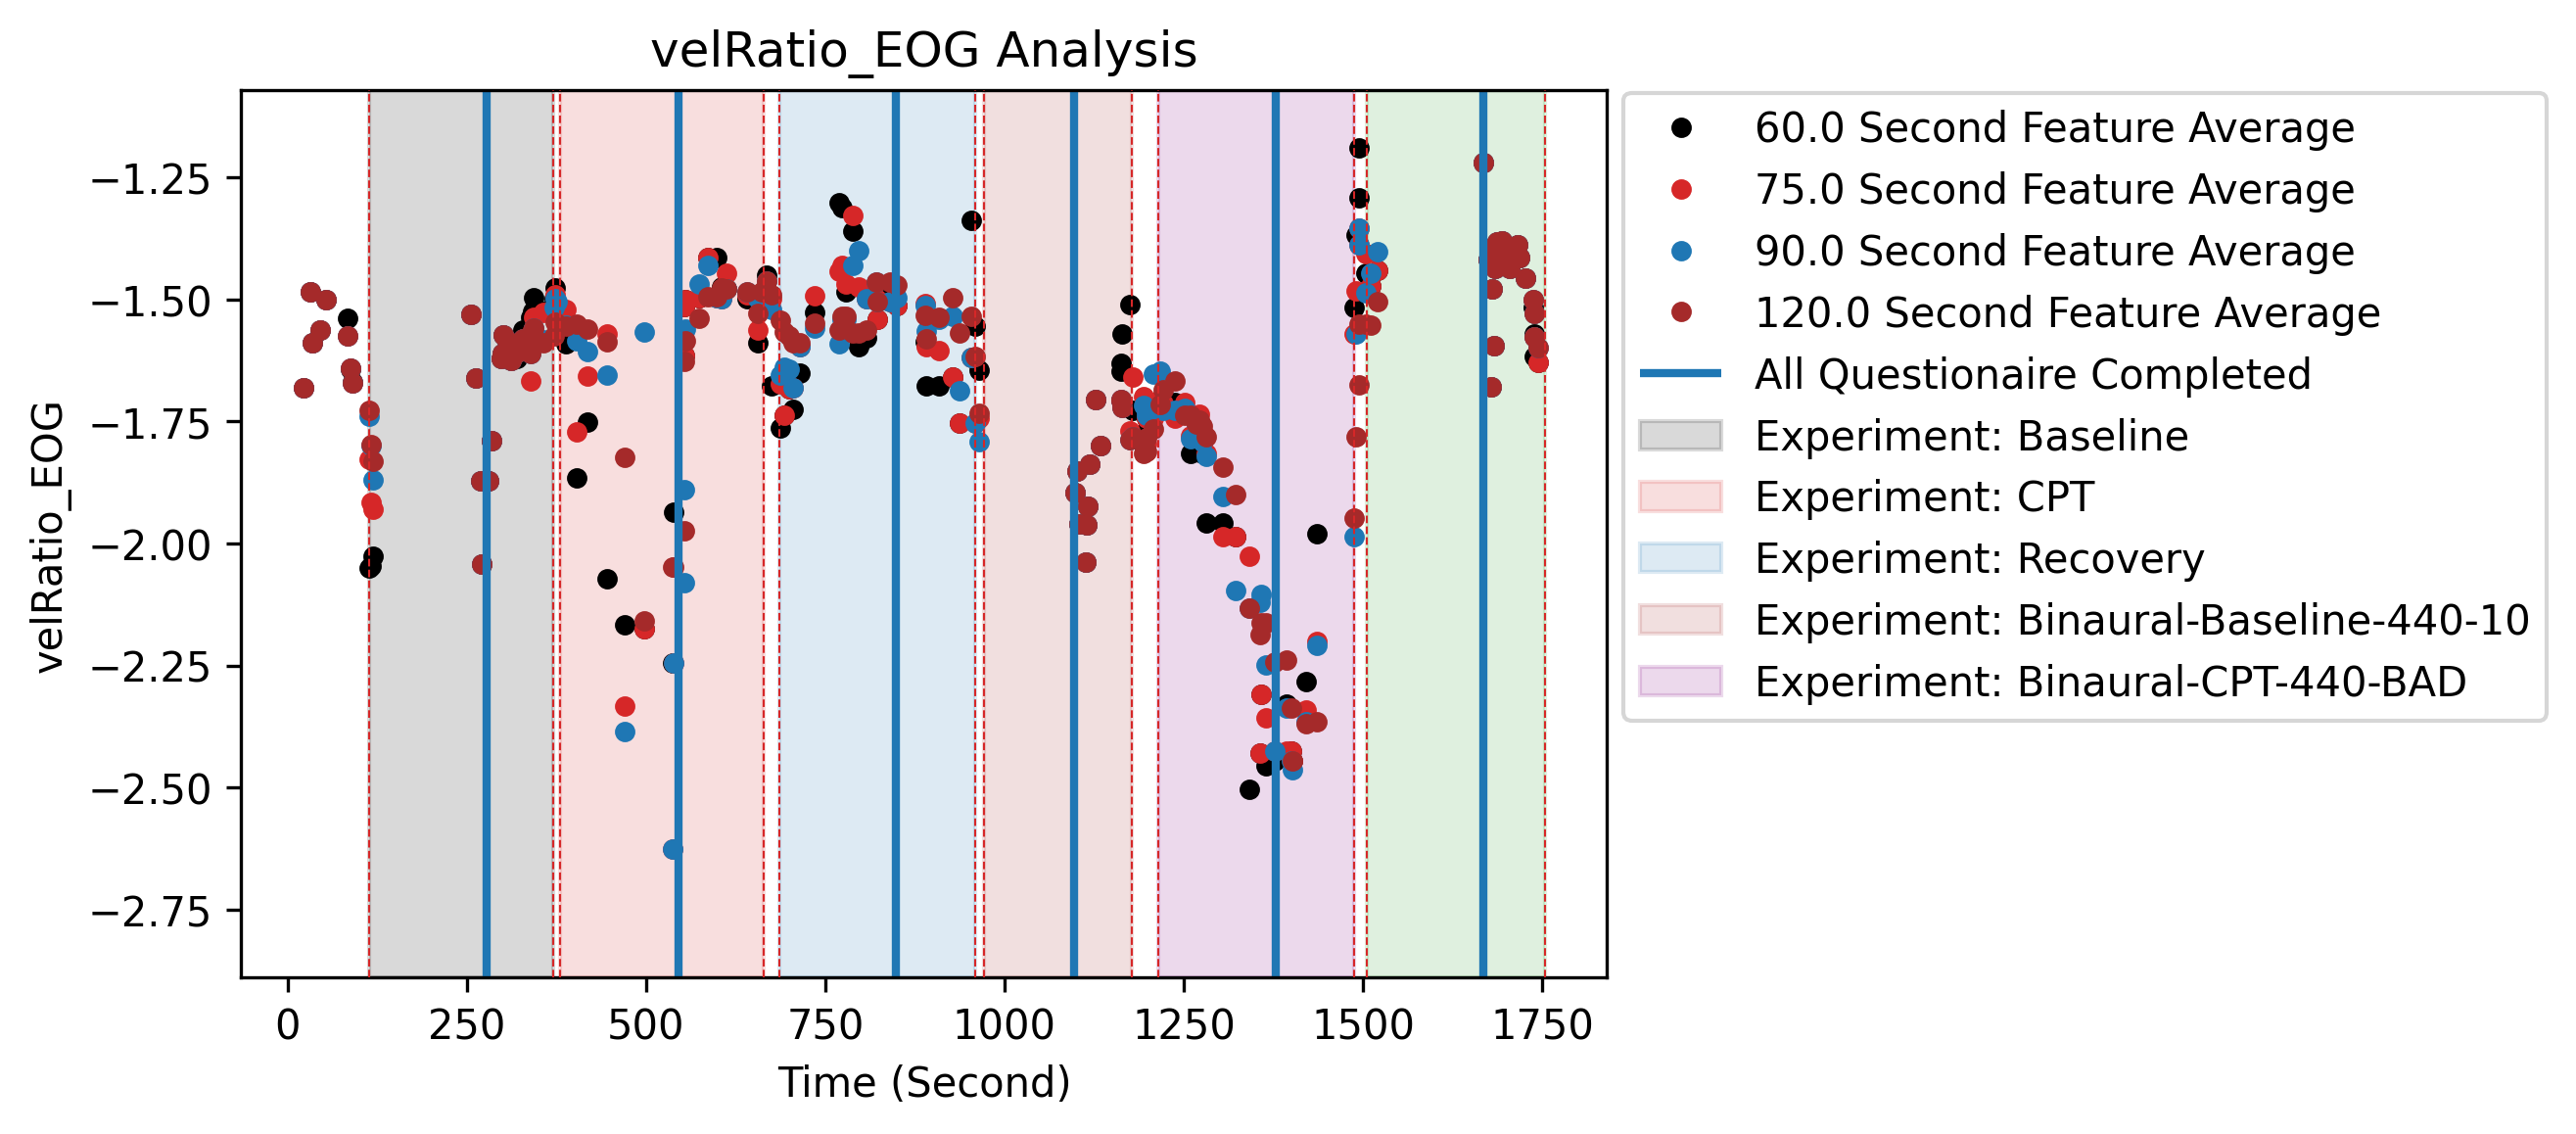 velRatio_EOG Analysis
velRatio_EOG
−1.25
−1.50
−1.75
−2.00
−2.25
−2.50
−2.75
0 250 500 750 1000 1250 1500 1750
Time (Second)
60.0 Second Feature Average
75.0 Second Feature Average
90.0 Second Feature Average
120.0 Second Feature Average
All Questionaire Completed
Experiment: Baseline
Experiment: CPT
Experiment: Recovery
Experiment: Binaural-Baseline-440-10
Experiment: Binaural-CPT-440-BAD